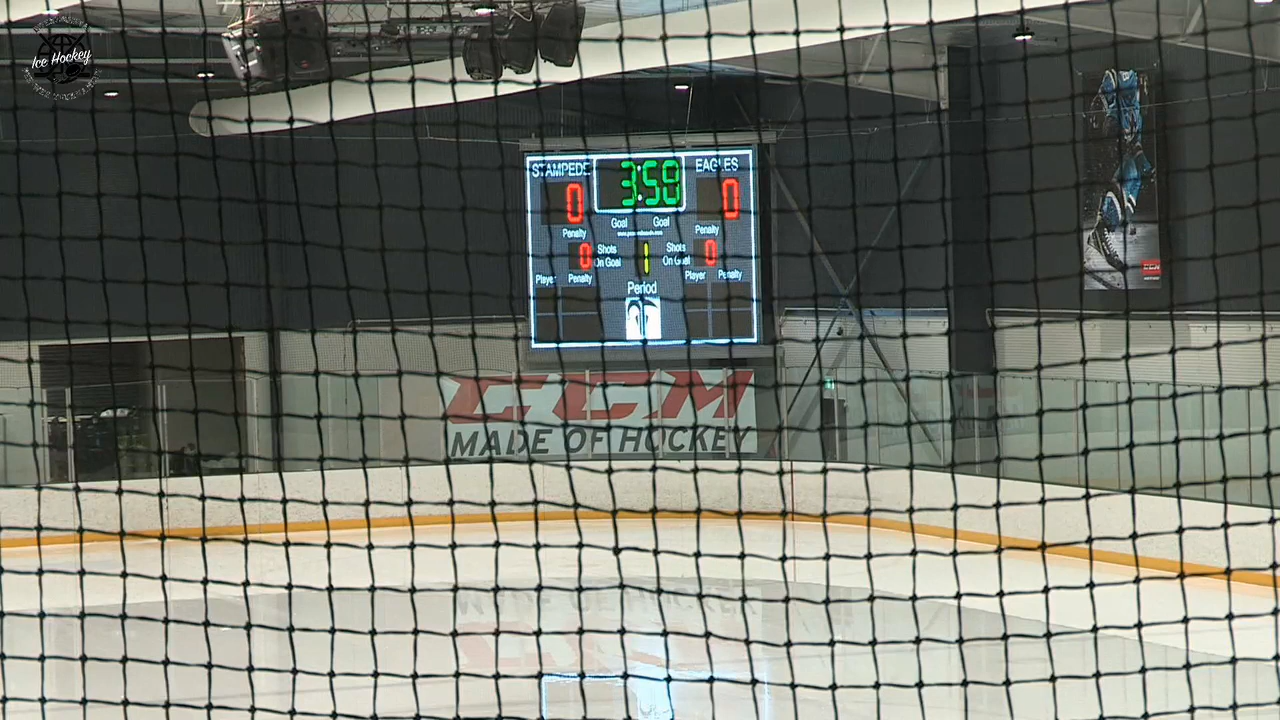 Ice Hockey
STAMPEDE
3:58
EAGLES
0
0
Goal
Goal
Penalty
Penalty
0
Shots
On Goal
1
Shots
On Goal
0
Player
Penalty
Player
Penalty
Period
CCM
MADE OF HOCKEY
CCM